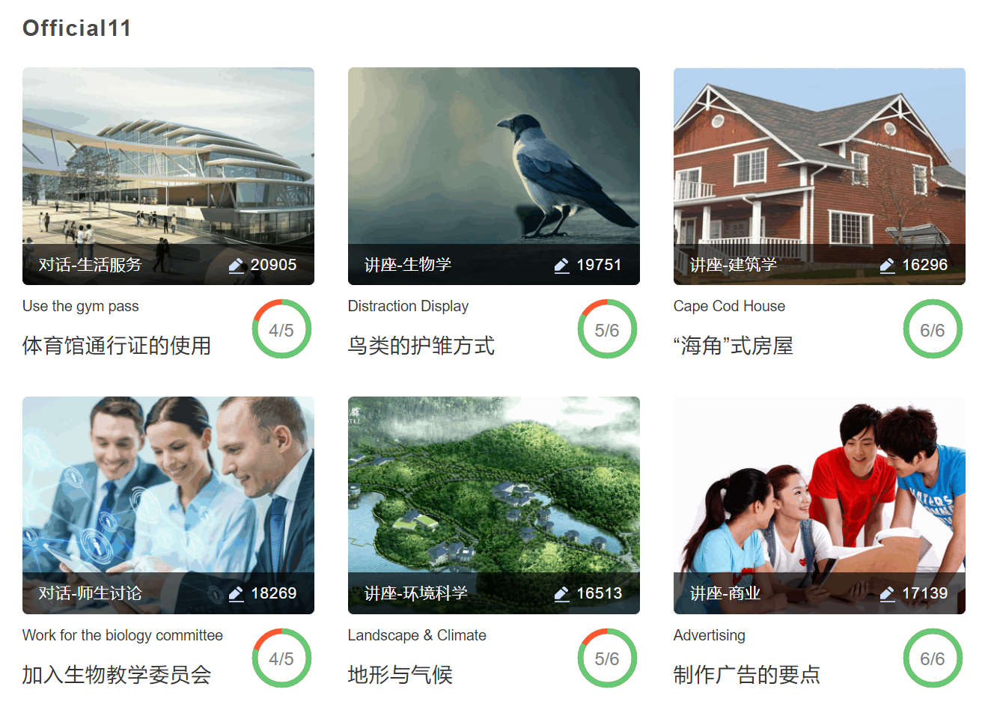 Official11
对话-生活服务 20905
讲座-生物学 19751
讲座-建筑学 16296
Use the gym pass
体育馆通行证的使用
4/5
Distraction Display
鸟类的护雏方式
5/6
Cape Cod House
“海角”式房屋
6/6
对话-师生讨论 18269
讲座-环境科学 16513
讲座-商业 17139
Work for the biology committee
加入生物教学委员会
4/5
Landscape & Climate
地形与气候
5/6
Advertising
制作广告的要点
6/6